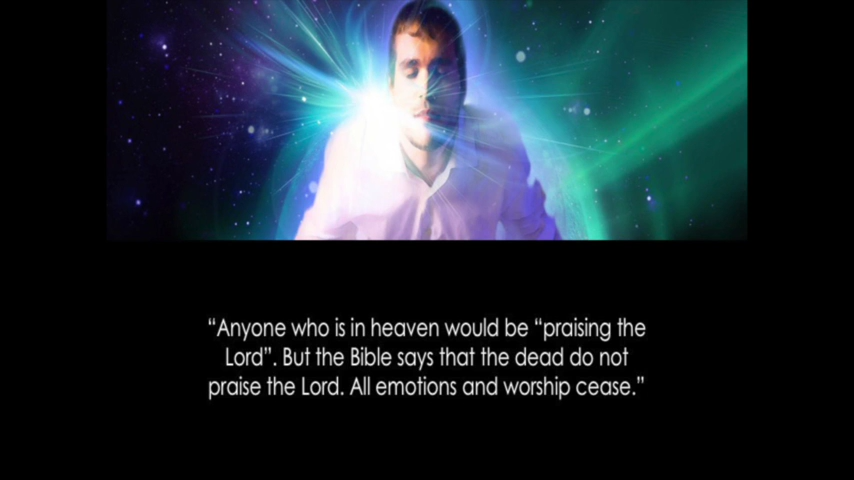 “Anyone who is in heaven would be “praising the
Lord”. But the Bible says that the dead do not
praise the Lord. All emotions and worship cease.”